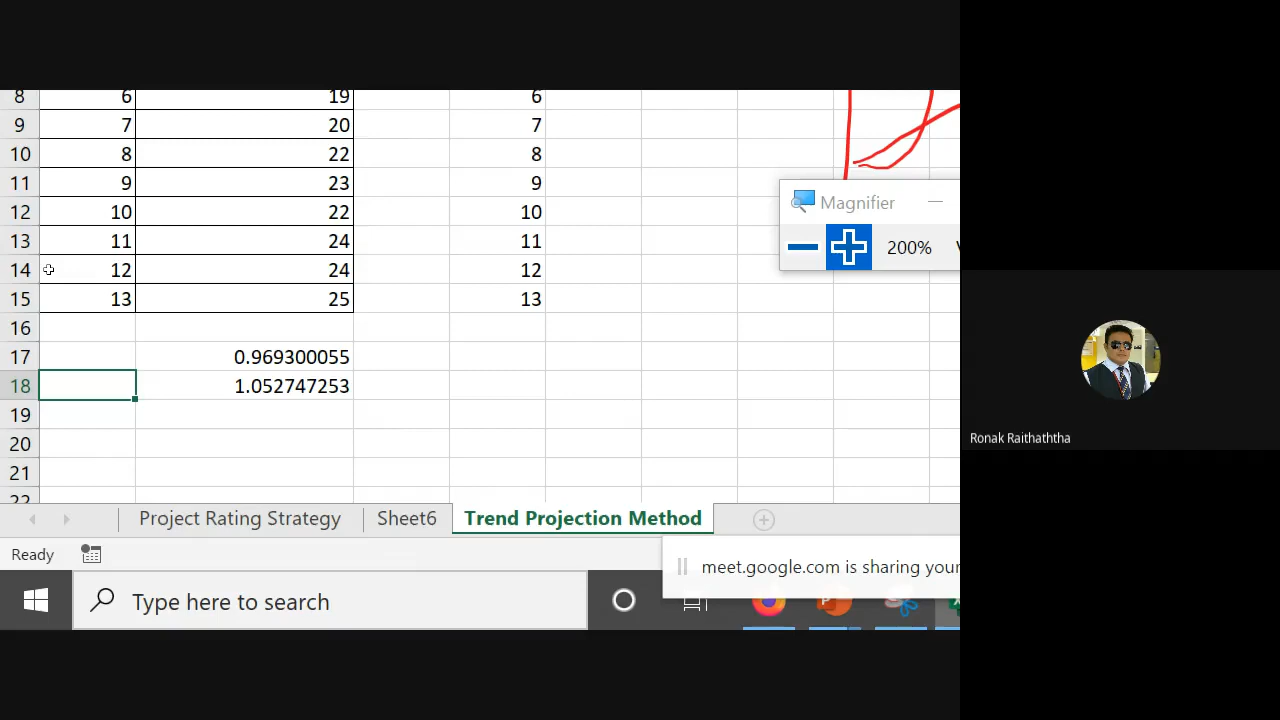 8 6 19 6
9 7 20 7
10 8 22 8
11 9 23 9
12 10 22 10
Magnifier
13 11 24 11
200%
14 12 24 12
15 13 25 13
16
17 0.969300055
18 1.052747253
19
20
21
22
Ronak Raithaththa
Project Rating Strategy Sheet6 Trend Projection Method
Ready
meet.google.com is sharing your
Type here to search